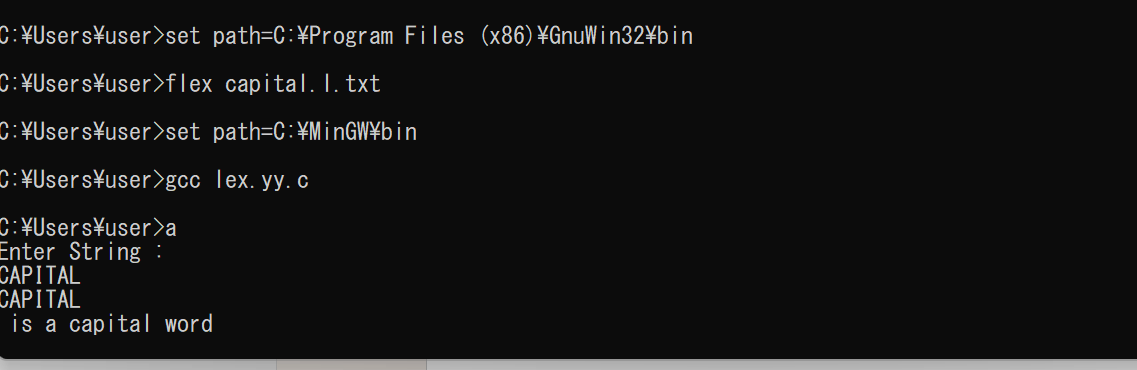 C:¥Users¥user>set path=C:¥Program Files (x86)¥GnuWin32¥bin
C:¥Users¥user>flex capital.l.txt
C:¥Users¥user>set path=C:¥MinGW¥bin
C:¥Users¥user>gcc lex.yy.c
C:¥Users¥user>a
Enter String :
CAPITAL
CAPITAL
 is a capital word